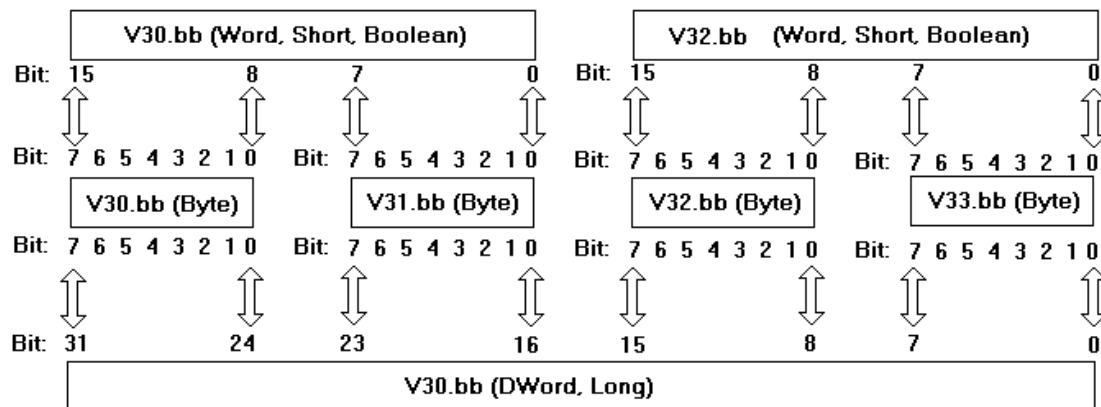 V30.bb (Word, Short, Boolean) V32.bb (Word, Short, Boolean)
Bit: 15 8 7 0 Bit: 15 8 7 0
Bit: 7 6 5 4 3 2 1 0 Bit: 7 6 5 4 3 2 1 0 Bit: 7 6 5 4 3 2 1 0 Bit: 7 6 5 4 3 2 1 0
V30.bb (Byte) V31.bb (Byte) V32.bb (Byte) V33.bb (Byte)
Bit: 7 6 5 4 3 2 1 0 Bit: 7 6 5 4 3 2 1 0 Bit: 7 6 5 4 3 2 1 0 Bit: 7 6 5 4 3 2 1 0
Bit: 31 24 23 16 15 8 7 0
V30.bb (DWord, Long)